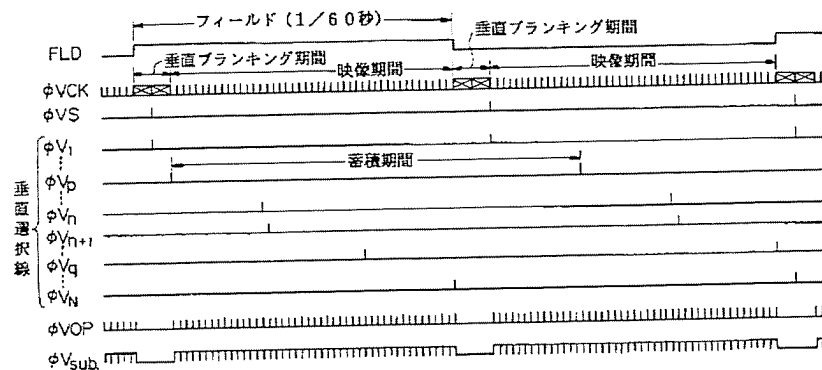 フィールド(1/60秒)
FLD
垂直ブランキング期間
垂直ブランキング期間
映像期間
映像期間
φVCK
φVS
φV1
蓄積期間
φVp
φVn
φVn+1
φVq
φVN
垂直選択線
φVOP
φVsub.